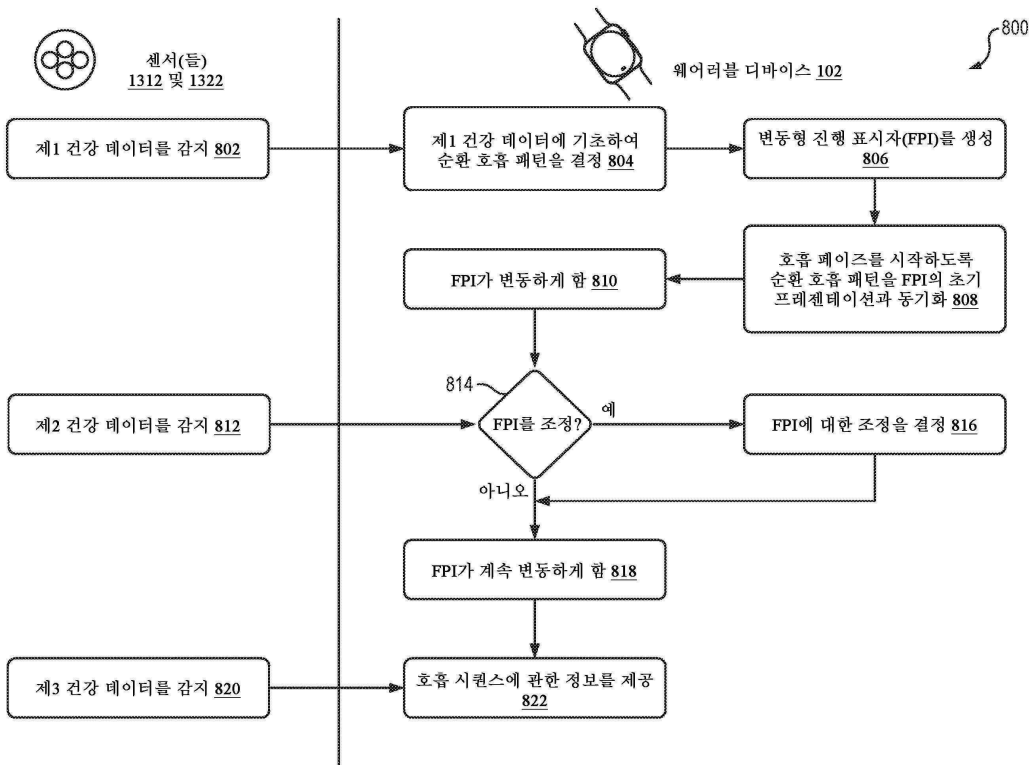 800
센서(들)
1312 및 1322
웨어러블 디바이스 102
제1 건강 데이터를 감지 802
제1 건강 데이터에 기초하여
순환 호흡 패턴을 결정 804
변동형 진행 표시자(FPI)를 생성
806
호흡 페이즈를 시작하도록
순환 호흡 패턴을 FPI의 초기
프레젠테이션과 동기화 808
FPI가 변동하게 함 810
814
제2 건강 데이터를 감지 812
FPI를 조정?
예
FPI에 대한 조정을 결정 816
아니오
FPI가 계속 변동하게 함 818
제3 건강 데이터를 감지 820
호흡 시퀀스에 관한 정보를 제공
822